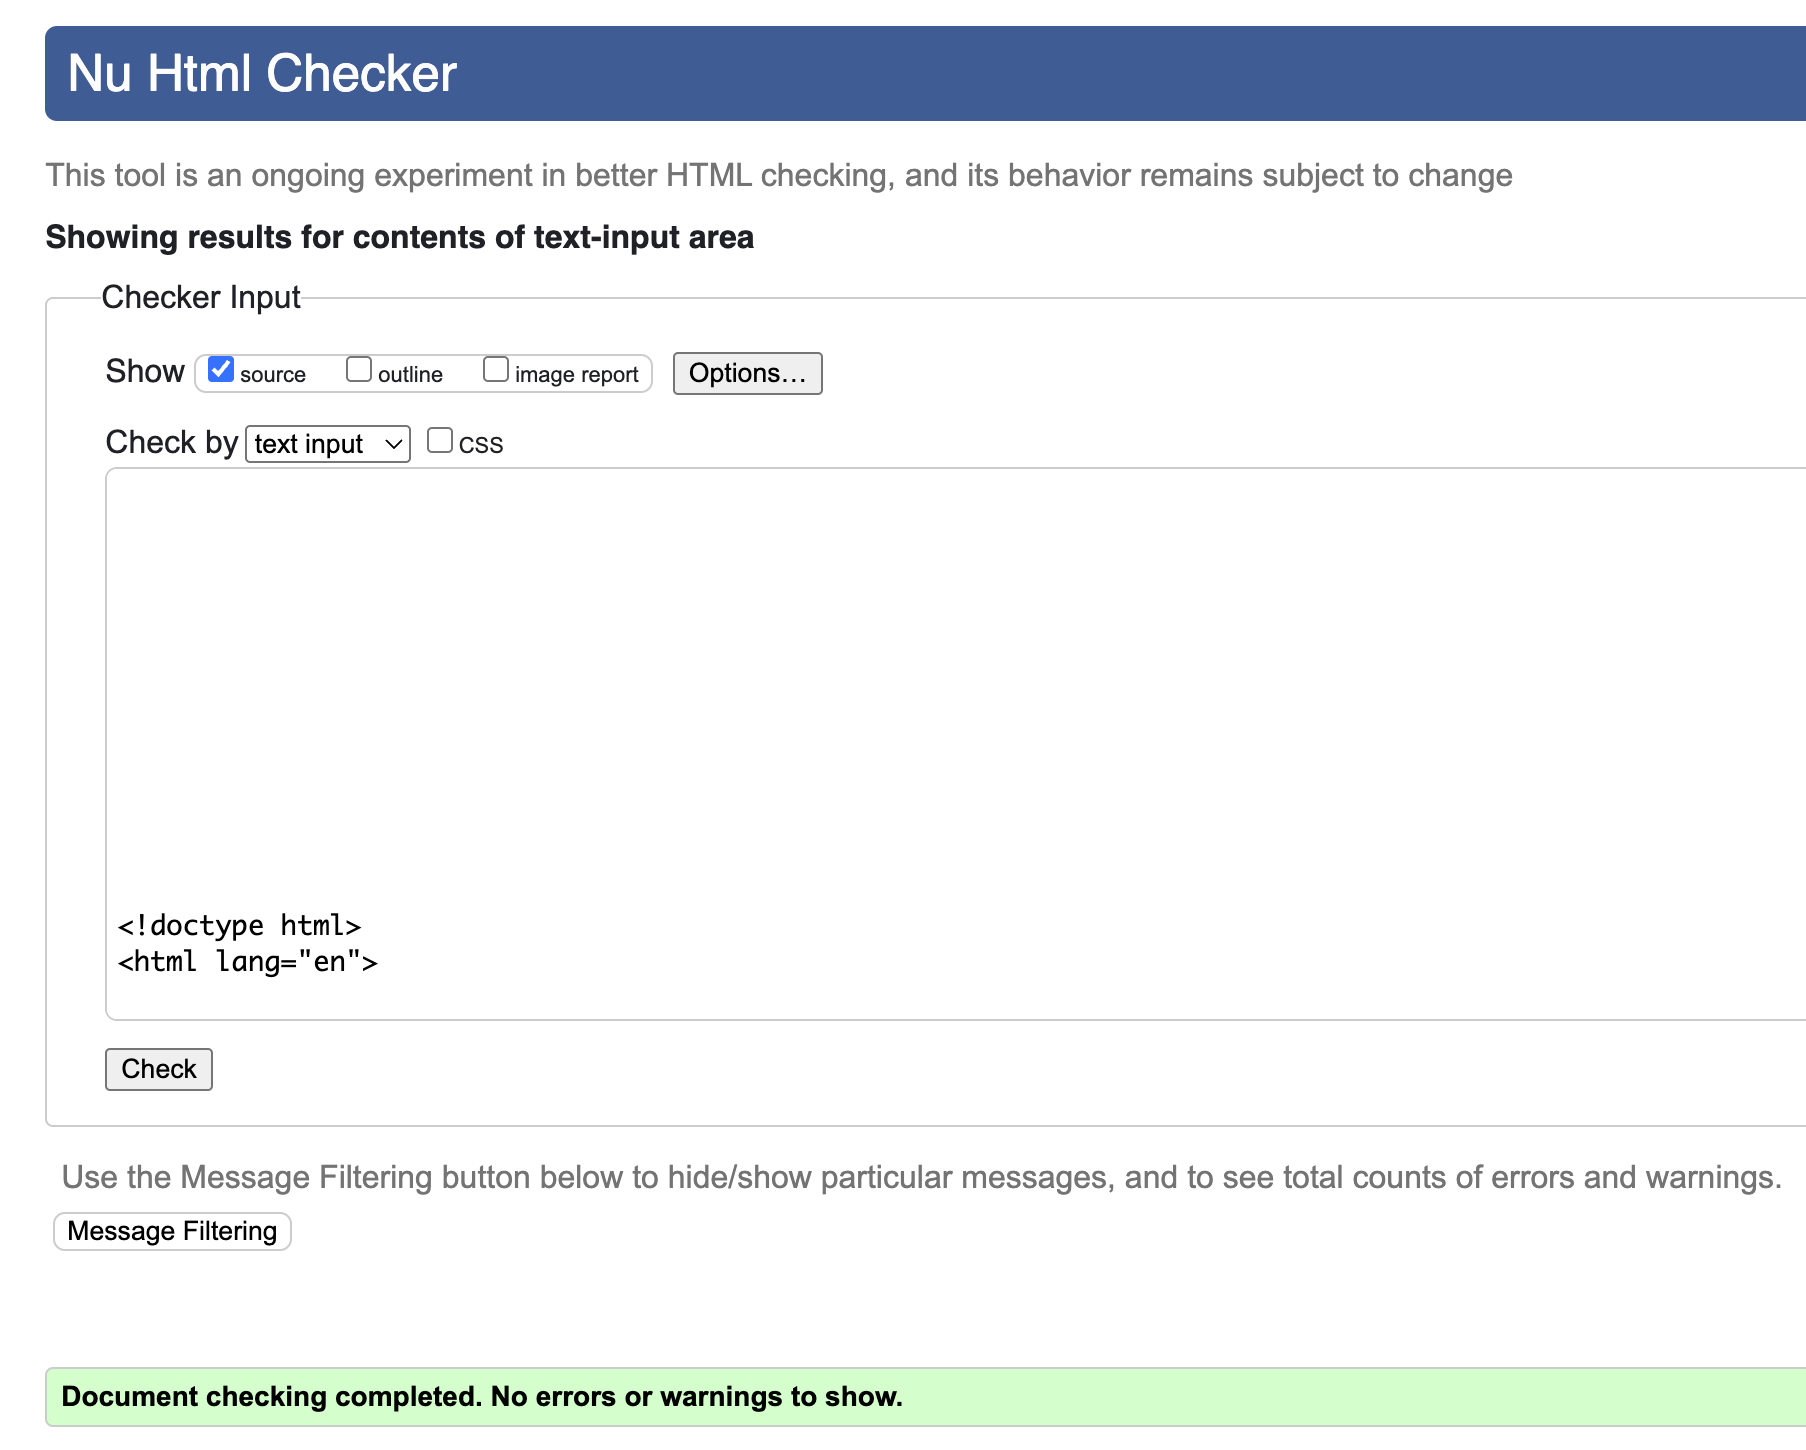 Nu Html Checker
This tool is an ongoing experiment in better HTML checking, and its behavior remains subject to change
Showing results for contents of text-input area
Checker Input
Show source outline image report Options...
Check by text input css
<!doctype html>
<html lang="en">
Check
Use the Message Filtering button below to hide/show particular messages, and to see total counts of errors and warnings.
Message Filtering
Document checking completed. No errors or warnings to show.